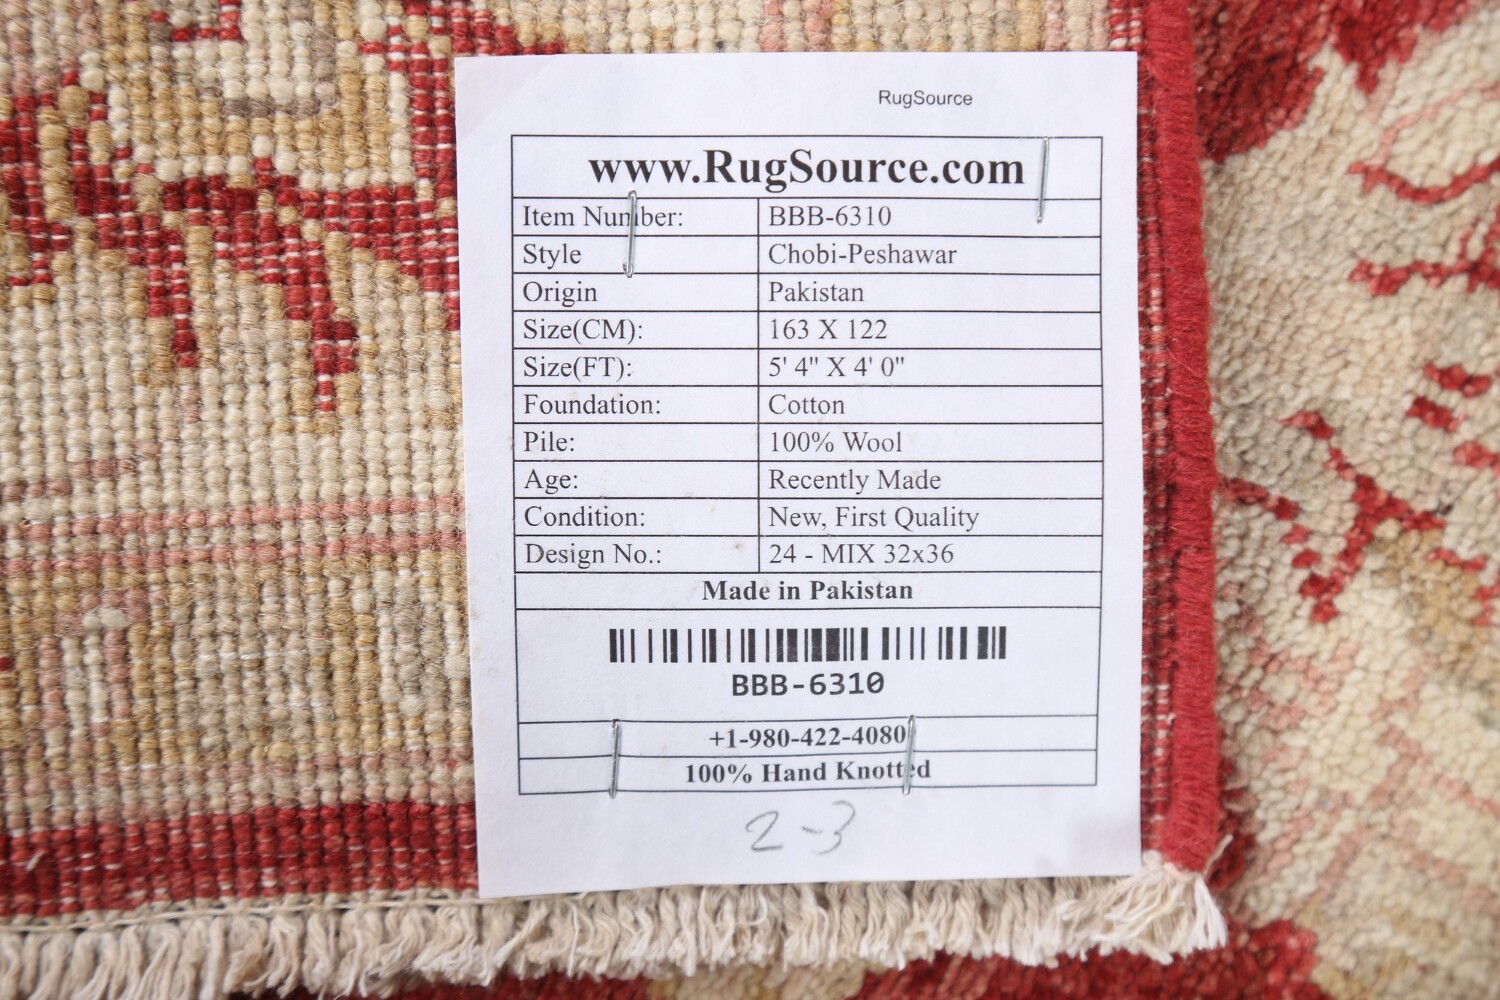 RugSource
www.RugSource.com
Item Number: BBB-6310
Style Chobi-Peshawar
Origin Pakistan
Size(CM): 163 X 122
Size(FT): 5' 4" X 4' 0"
Foundation: Cotton
Pile: 100% Wool
Age: Recently Made
Condition: New, First Quality
Design No.: 24 - MIX 32x36
Made in Pakistan
BBB-6310
+1-980-422-4080
100% Hand Knotted
2-3